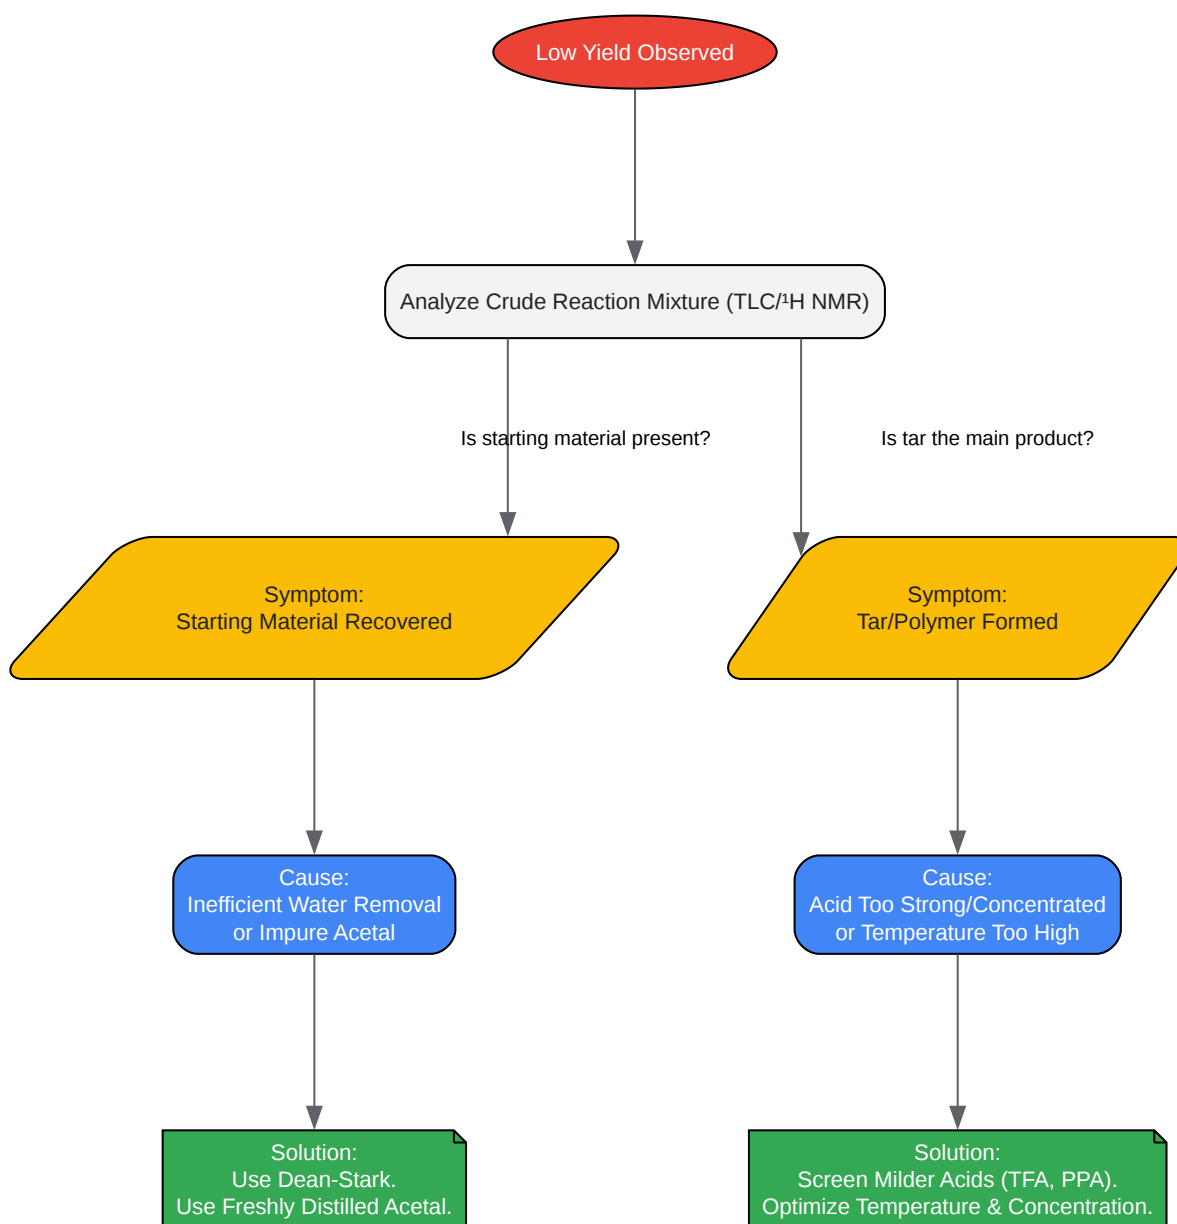 Low Yield Observed
Analyze Crude Reaction Mixture (TLC/¹H NMR)
Is starting material present?
Is tar the main product?
Symptom:
Starting Material Recovered
Symptom:
Tar/Polymer Formed
Cause:
Inefficient Water Removal
or Impure Acetal
Cause:
Acid Too Strong/Concentrated
or Temperature Too High
Solution:
Use Dean-Stark.
Use Freshly Distilled Acetal.
Solution:
Screen Milder Acids (TFA, PPA).
Optimize Temperature & Concentration.